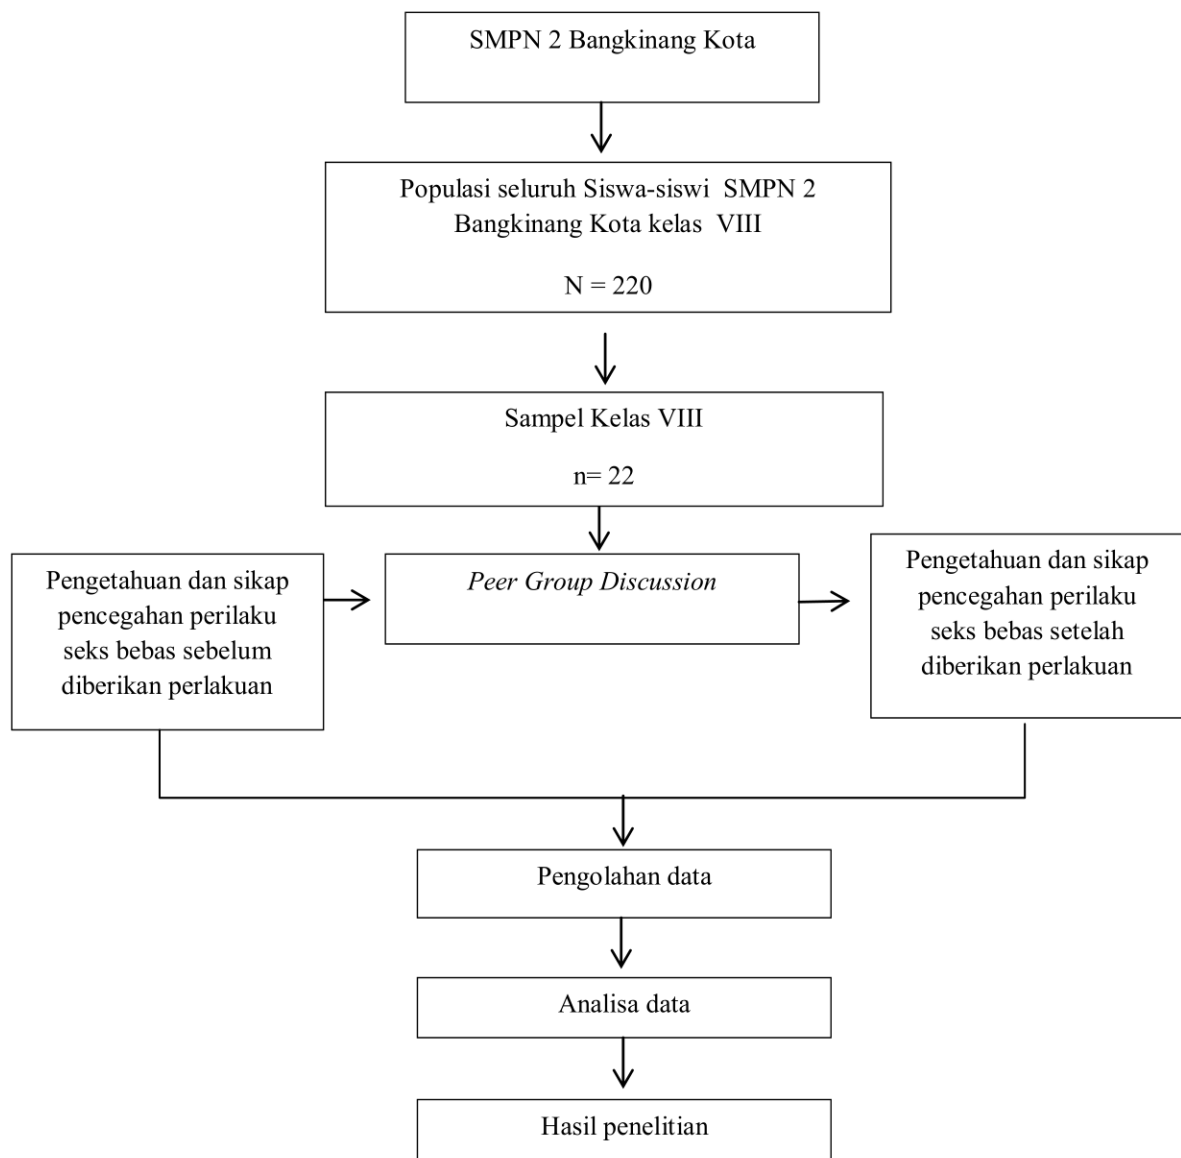 SMPN 2 Bangkinang Kota
Populasi seluruh Siswa-siswi SMPN 2
Bangkinang Kota kelas VIII
N = 220
Sampel Kelas VIII
n= 22
Pengetahuan dan sikap
pencegahan perilaku
seks bebas sebelum
diberikan perlakuan
Peer Group Discussion
Pengetahuan dan sikap
pencegahan perilaku
seks bebas setelah
diberikan perlakuan
Pengolahan data
Analisa data
Hasil penelitian